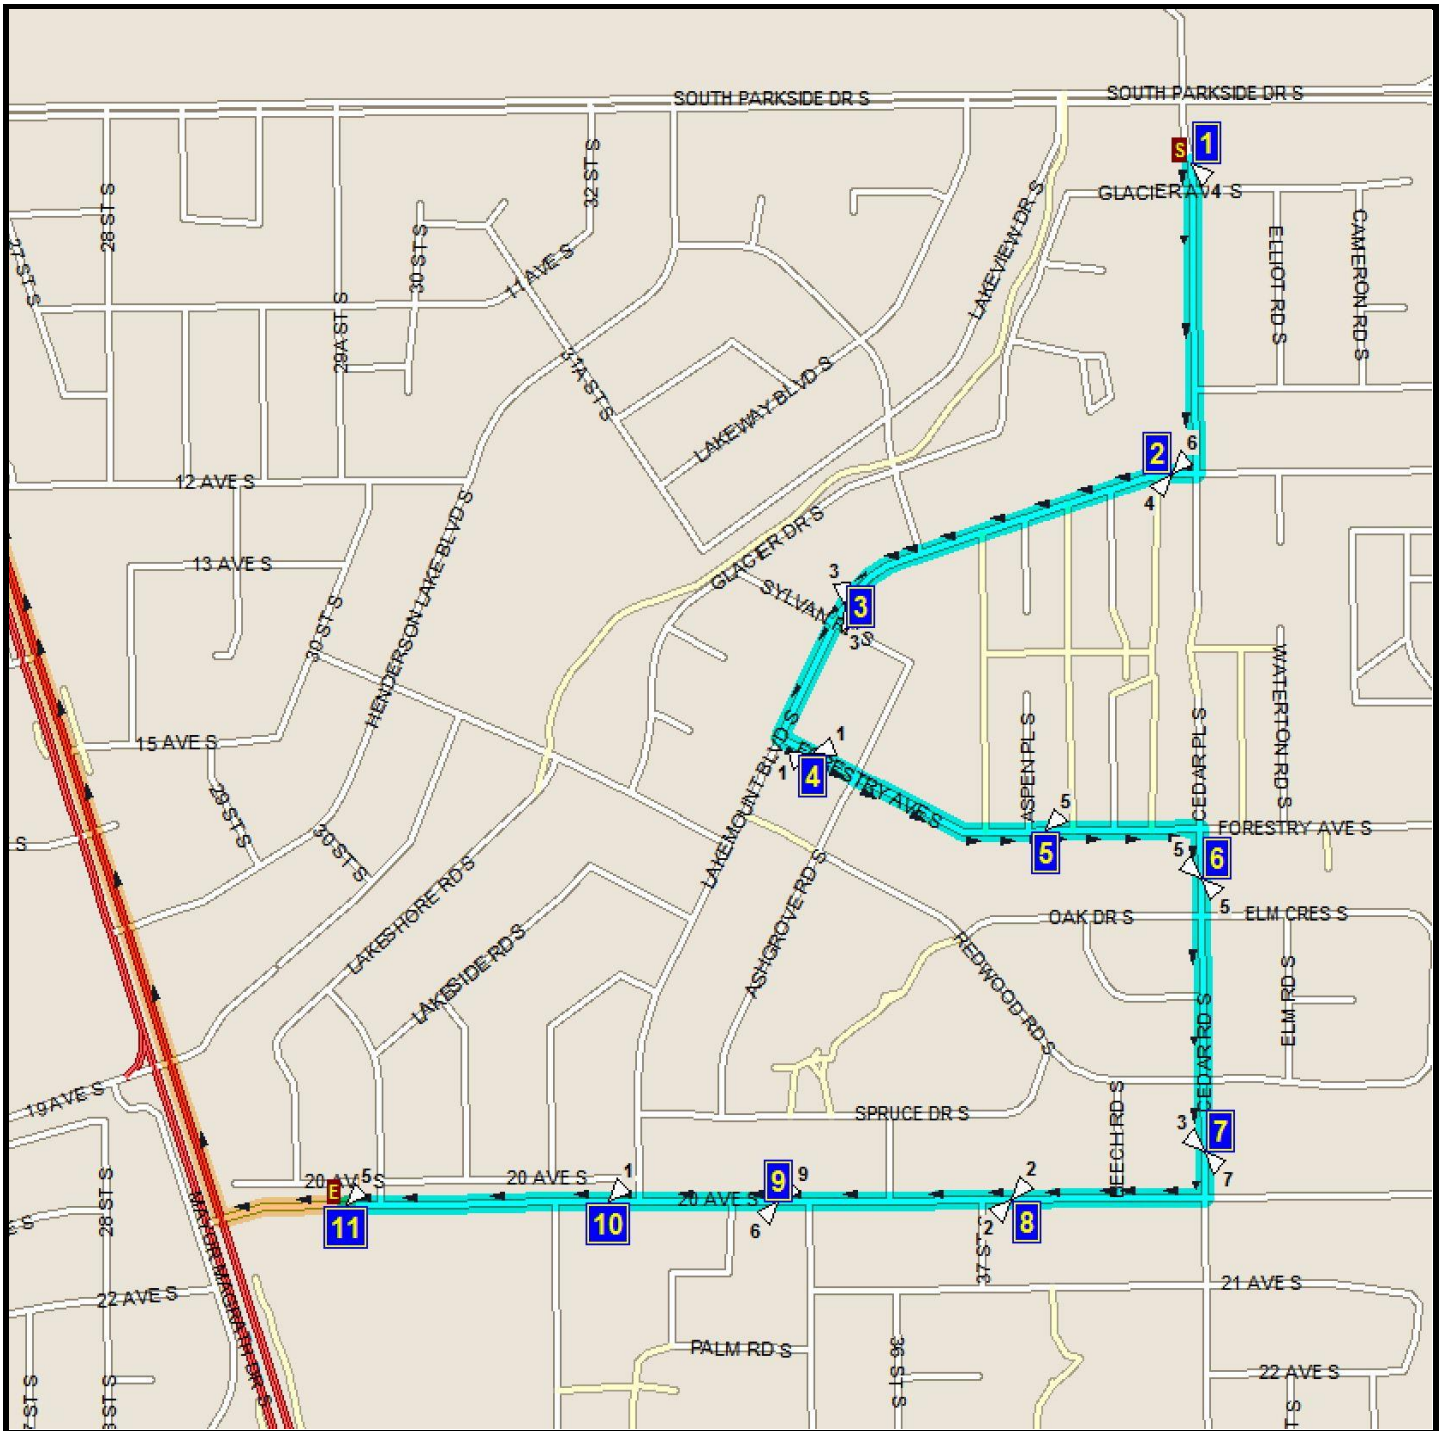 SOUTH PARKSIDE DR S
SOUTH PARKSIDE DR S
S
1
GLACIER AV4 S
28 ST S
32 ST S
27 ST S
30 ST S
11 AVE S
LAKEVIEW DR S
ELLIOT RD S
CAMERON RD S
29A ST S
31A ST S
LAKEWAY BLVD S
2
6
4
12 AVE S
HENDERSON LAKE BLVD S
GLACIER DR S
13 AVE S
3
3
SYLVAN
S
3
30 ST S
WATERTON RD S
15 AVE S
LAKEMOUNT BLVD S
1
1
4
FORESTRY AVE S
ASPEN PL S
CEDAR PL S
5
5
FORESTRY AVE S
29 ST S
30 ST S
S
5
6
5
LAKESHORE RD S
LAKESIDE RD S
ASHGROVE RD S
OAK DR S
ELM CRES S
REDWOOD RD S
ELM RD S
CEDAR RD S
19 AVE S
SPRUCE DR S
BEECH RD S
3
7
7
28 ST S
20 AVE S
E
5
11
20 AVE S
1
10
20 AVE S
9
9
6
2
2
8
37 ST
MAYOR MAGRATH DR S
22 AVE S
21 AVE S
PALM RD S
36 ST S
22 AVE S